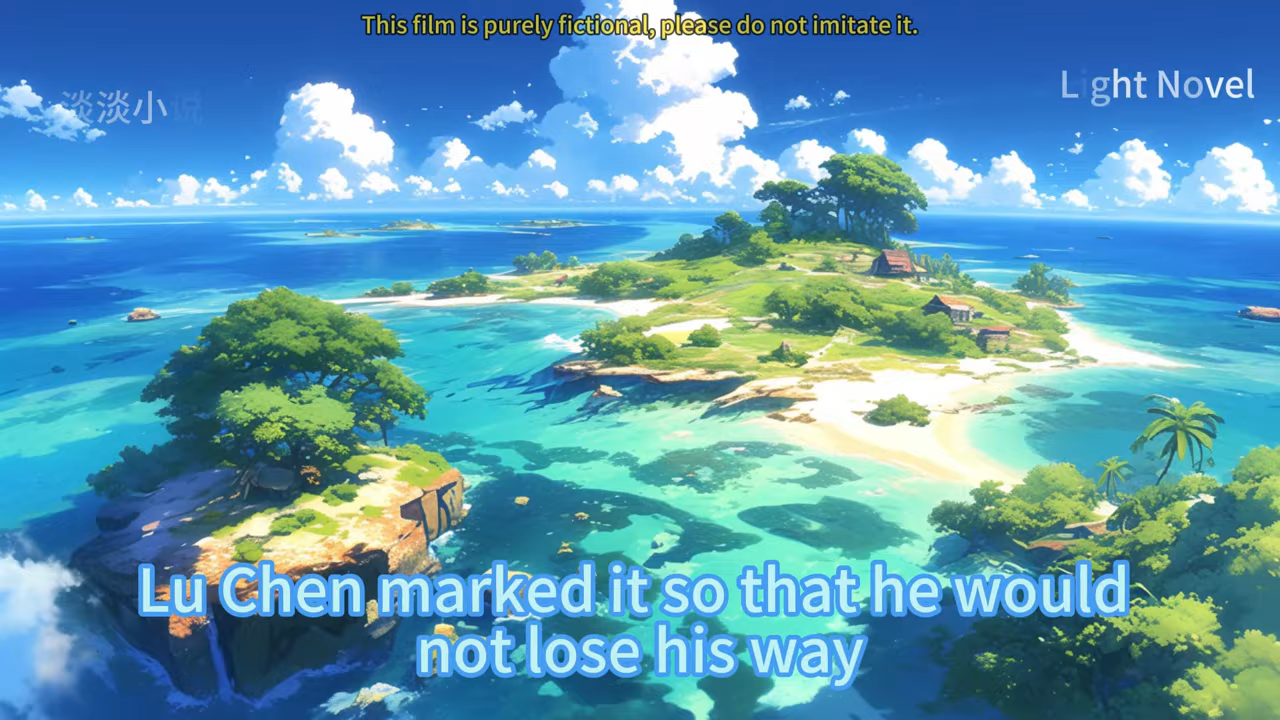 This film is purely fictional, please do not imitate it.
淡淡小说
Light Novel
Lu Chen marked it so that he would
not lose his way